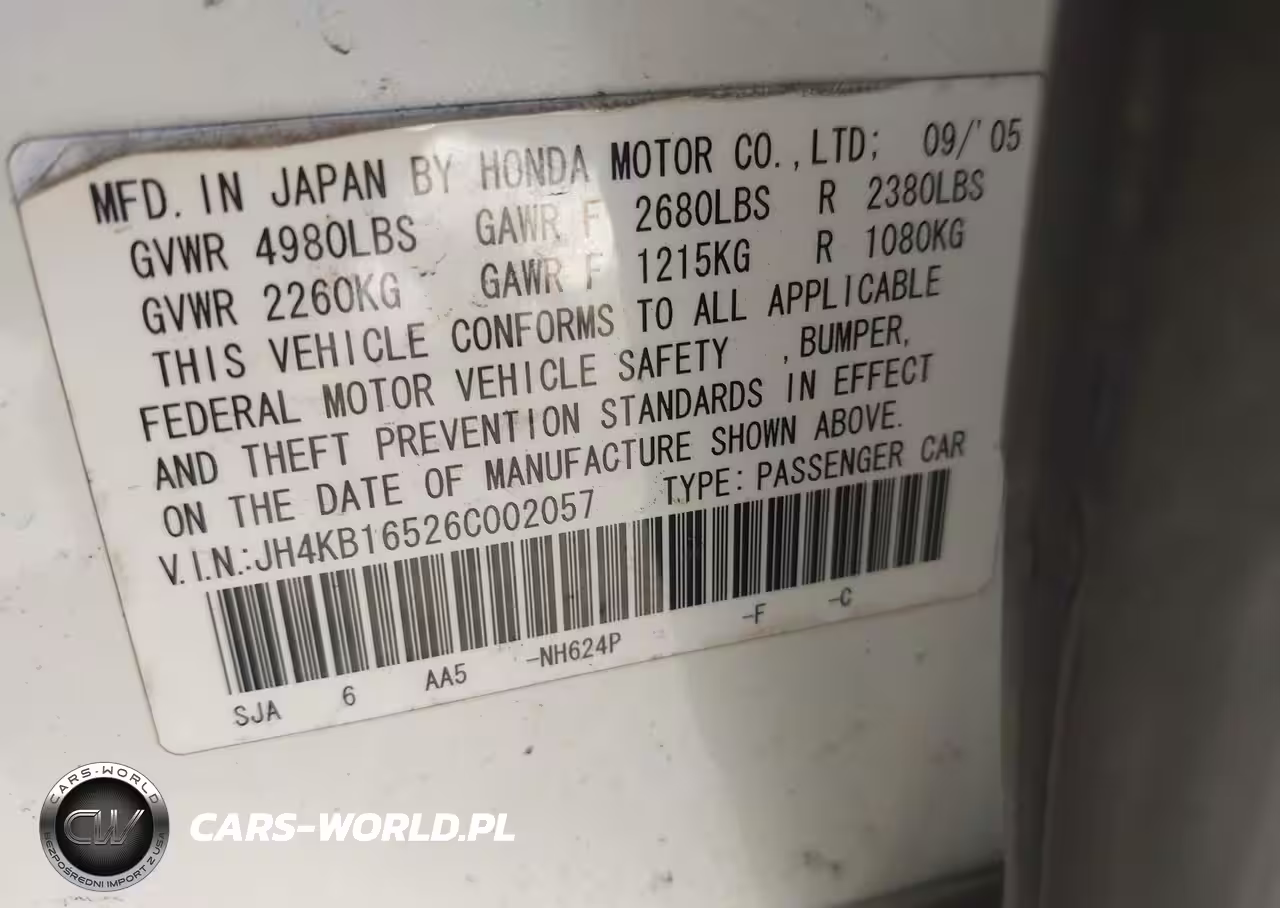 MFD. IN JAPAN BY HONDA MOTOR CO.,LTD; 09/'05
GVWR 4980LBS GAWR F 2680LBS R 2380LBS
GVWR 2260KG GAWR F 1215KG R 1080KG
THIS VEHICLE CONFORMS TO ALL APPLICABLE
FEDERAL MOTOR VEHICLE SAFETY , BUMPER,
AND THEFT PREVENTION STANDARDS IN EFFECT
ON THE DATE OF MANUFACTURE SHOWN ABOVE.
V.I.N.:JH4KB16526C002057 TYPE: PASSENGER CAR
SJA 6 AA5 -NH624P -F -C
CARS-WORLD
CW
BEZPOŚREDNI IMPORT Z USA
CARS-WORLD.PL